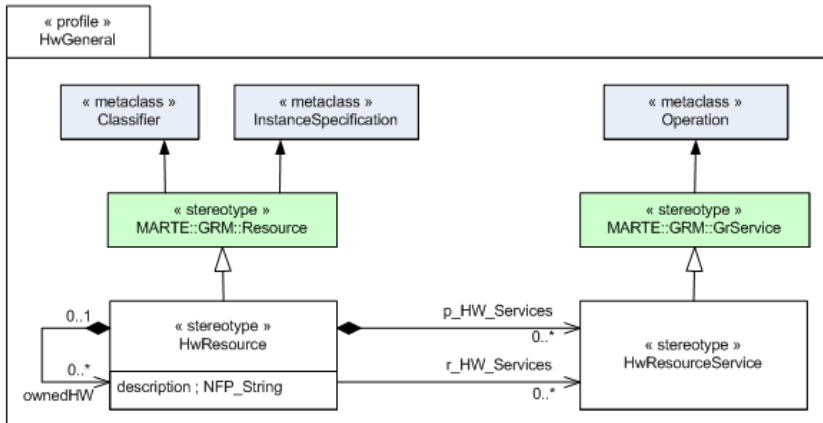 « profile »
HwGeneral
« metaclass »
Classifier
« metaclass »
InstanceSpecification
« metaclass »
Operation
« stereotype »
MARTE::GRM::Resource
« stereotype »
MARTE::GRM::GrService
0..1
« stereotype »
HwResource
p_HW_Services
0..*
« stereotype »
HwResourceService
0..*
ownedHW
description ; NFP_String
r_HW_Services
0..*